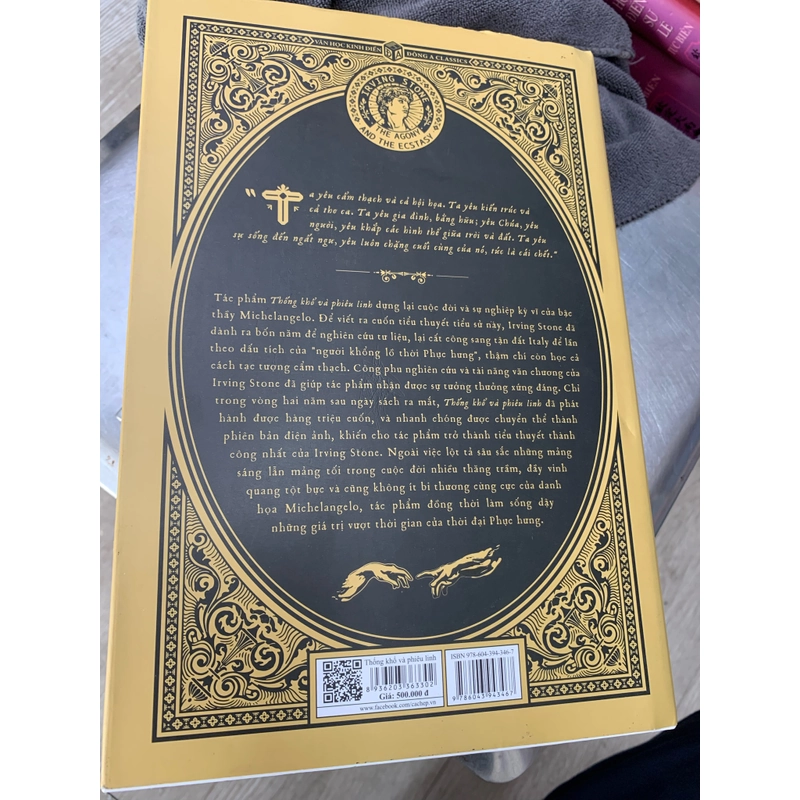 VĂN HỌC KINH ĐIỂN ĐÔNG A CLASSICS
IRVING STONE
THE AGONY
AND THE ECSTASY
"Ta yêu cẩm thạch và cả hội họa. Ta yêu kiến trúc và
cả thơ ca. Ta yêu gia đình, bằng hữu; yêu Chúa, yêu
người, yêu khắp các hình thể giữa trời và đất. Ta yêu
sự sống đến ngất ngư, yêu luôn chặng cuối cùng của nó, tức là cái chết."
Tác phẩm Thống khổ và phiêu linh dựng lại cuộc đời và sự nghiệp kỳ vĩ của bậc
thầy Michelangelo. Để viết ra cuốn tiểu thuyết tiểu sử này, Irving Stone đã
dành ra bốn năm để nghiên cứu tư liệu, lại cất công sang tận đất Italy để lần
theo dấu tích của "người khổng lồ thời Phục hưng", thậm chí còn học cả
cách tạc tượng cẩm thạch. Công phu nghiên cứu và tài năng văn chương của
Irving Stone đã giúp tác phẩm nhận được sự tưởng thưởng xứng đáng. Chỉ
trong vòng hai năm sau ngày sách ra mắt, Thống khổ và phiêu linh đã phát
hành được hàng triệu cuốn, và nhanh chóng được chuyển thể thành
phiên bản điện ảnh, khiến cho tác phẩm trở thành tiểu thuyết thành
công nhất của Irving Stone. Ngoài việc lột tả sâu sắc những mảng
sáng lẫn mảng tối trong cuộc đời nhiều thăng trầm, đầy vinh
quang tột bực và cũng không ít bi thương cùng cực của danh
họa Michelangelo, tác phẩm đồng thời làm sống dậy
những giá trị vượt thời gian của thời đại Phục hưng.
Thống khổ và phiêu linh
8 936203 363302
Giá: 500.000 đ
www.facebook.com/cachep.vn
ISBN 978-604-394-346-7
9 786043 943467
SỬ
LỄ